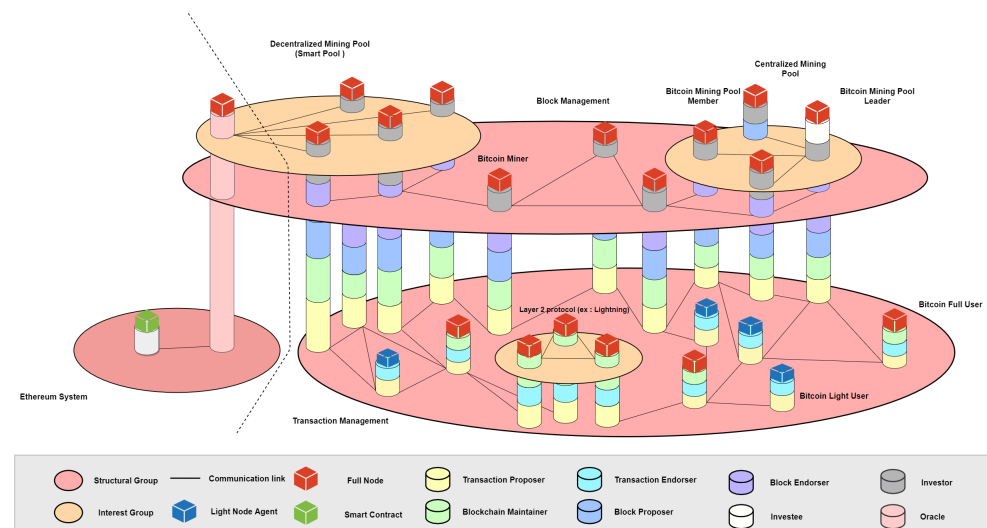 Decentralized Mining Pool
(Smart Pool )
Centralized Mining
Pool
Block Management
Bitcoin Mining Pool
Member
Bitcoin Mining Pool
Leader
Bitcoin Miner
Bitcoin Full User
Layer 2 protocol (ex : Lightning)
Ethereum System
Bitcoin Light User
Transaction Management
Structural Group
Communication link
Full Node
Transaction Proposer
Transaction Endorser
Block Endorser
Investor
Interest Group
Light Node Agent
Smart Contract
Blockchain Maintainer
Block Proposer
Investee
Oracle